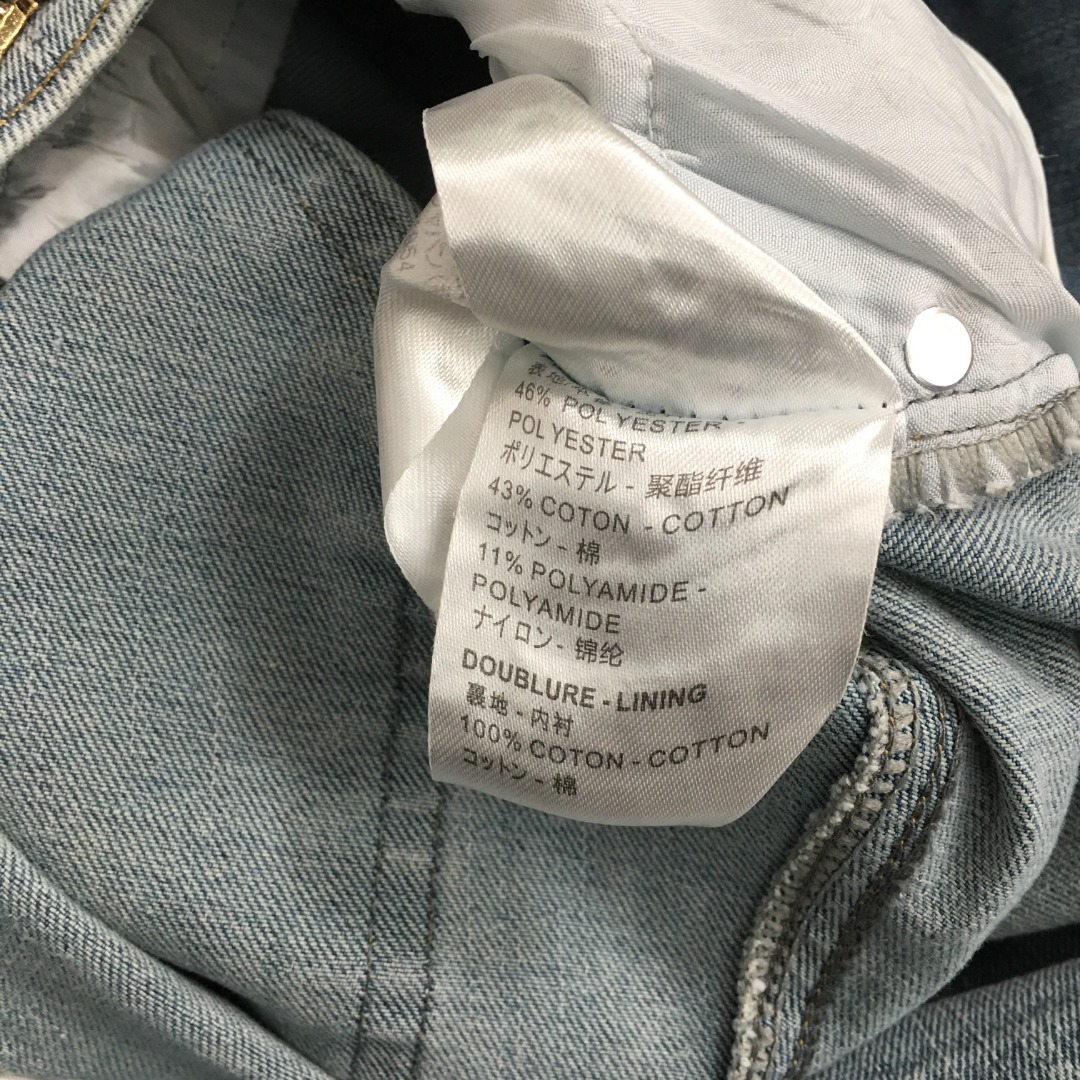 表地
46% POLYESTER -
POLYESTER
ポリエステル - 聚酯纤维
43% COTON - COTTON
コットン - 棉
11% POLYAMIDE -
POLYAMIDE
ナイロン - 锦纶
DOUBLURE - LINING
裏地 - 内衬
100% COTON - COTTON
コットン - 棉